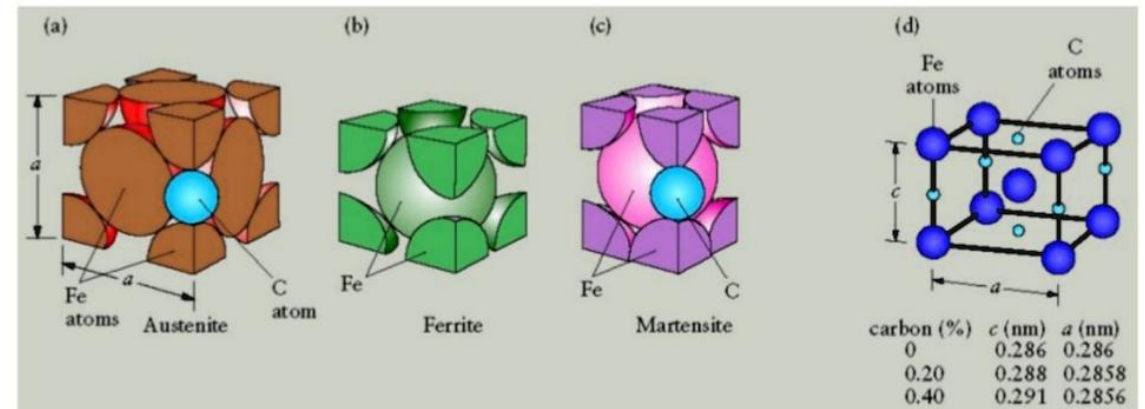 (a)
(b)
(c)
(d)
a
a
Fe
atoms
C
atom
Austenite
Fe
Ferrite
Fe
C
Martensite
Fe
atoms
C
atoms
c
a
carbon (%) c (nm) a (nm)
0 0.286 0.286
0.20 0.288 0.2858
0.40 0.291 0.2856